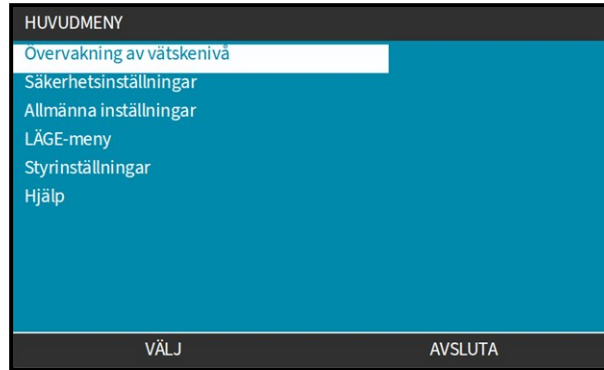 HUVUDMENY
Övervakning av vätskenivå
Säkerhetsinställningar
Allmänna inställningar
LÄGE-meny
Styrinställningar
Hjälp
VÄLJ AVSLUTA